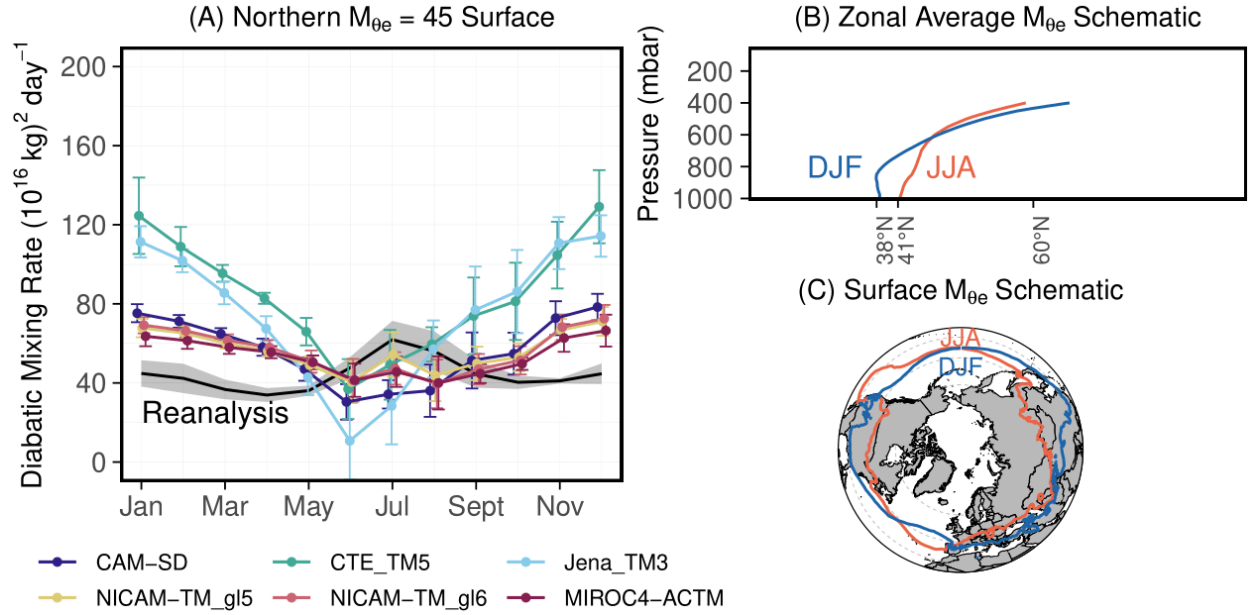 (A) Northern Mθe = 45 Surface
Diabatic Mixing Rate (10¹⁶ kg)² day⁻¹
200
160
120
80
40
0
Reanalysis
Jan
Mar
May
Jul
Sept
Nov
CAM−SD
CTE_TM5
Jena_TM3
NICAM−TM_gl5
NICAM−TM_gl6
MIROC4−ACTM
(B) Zonal Average Mθe Schematic
Pressure (mbar)
200
400
600
800
1000
DJF
JJA
38°N
41°N
60°N
(C) Surface Mθe Schematic
JJA
DJF